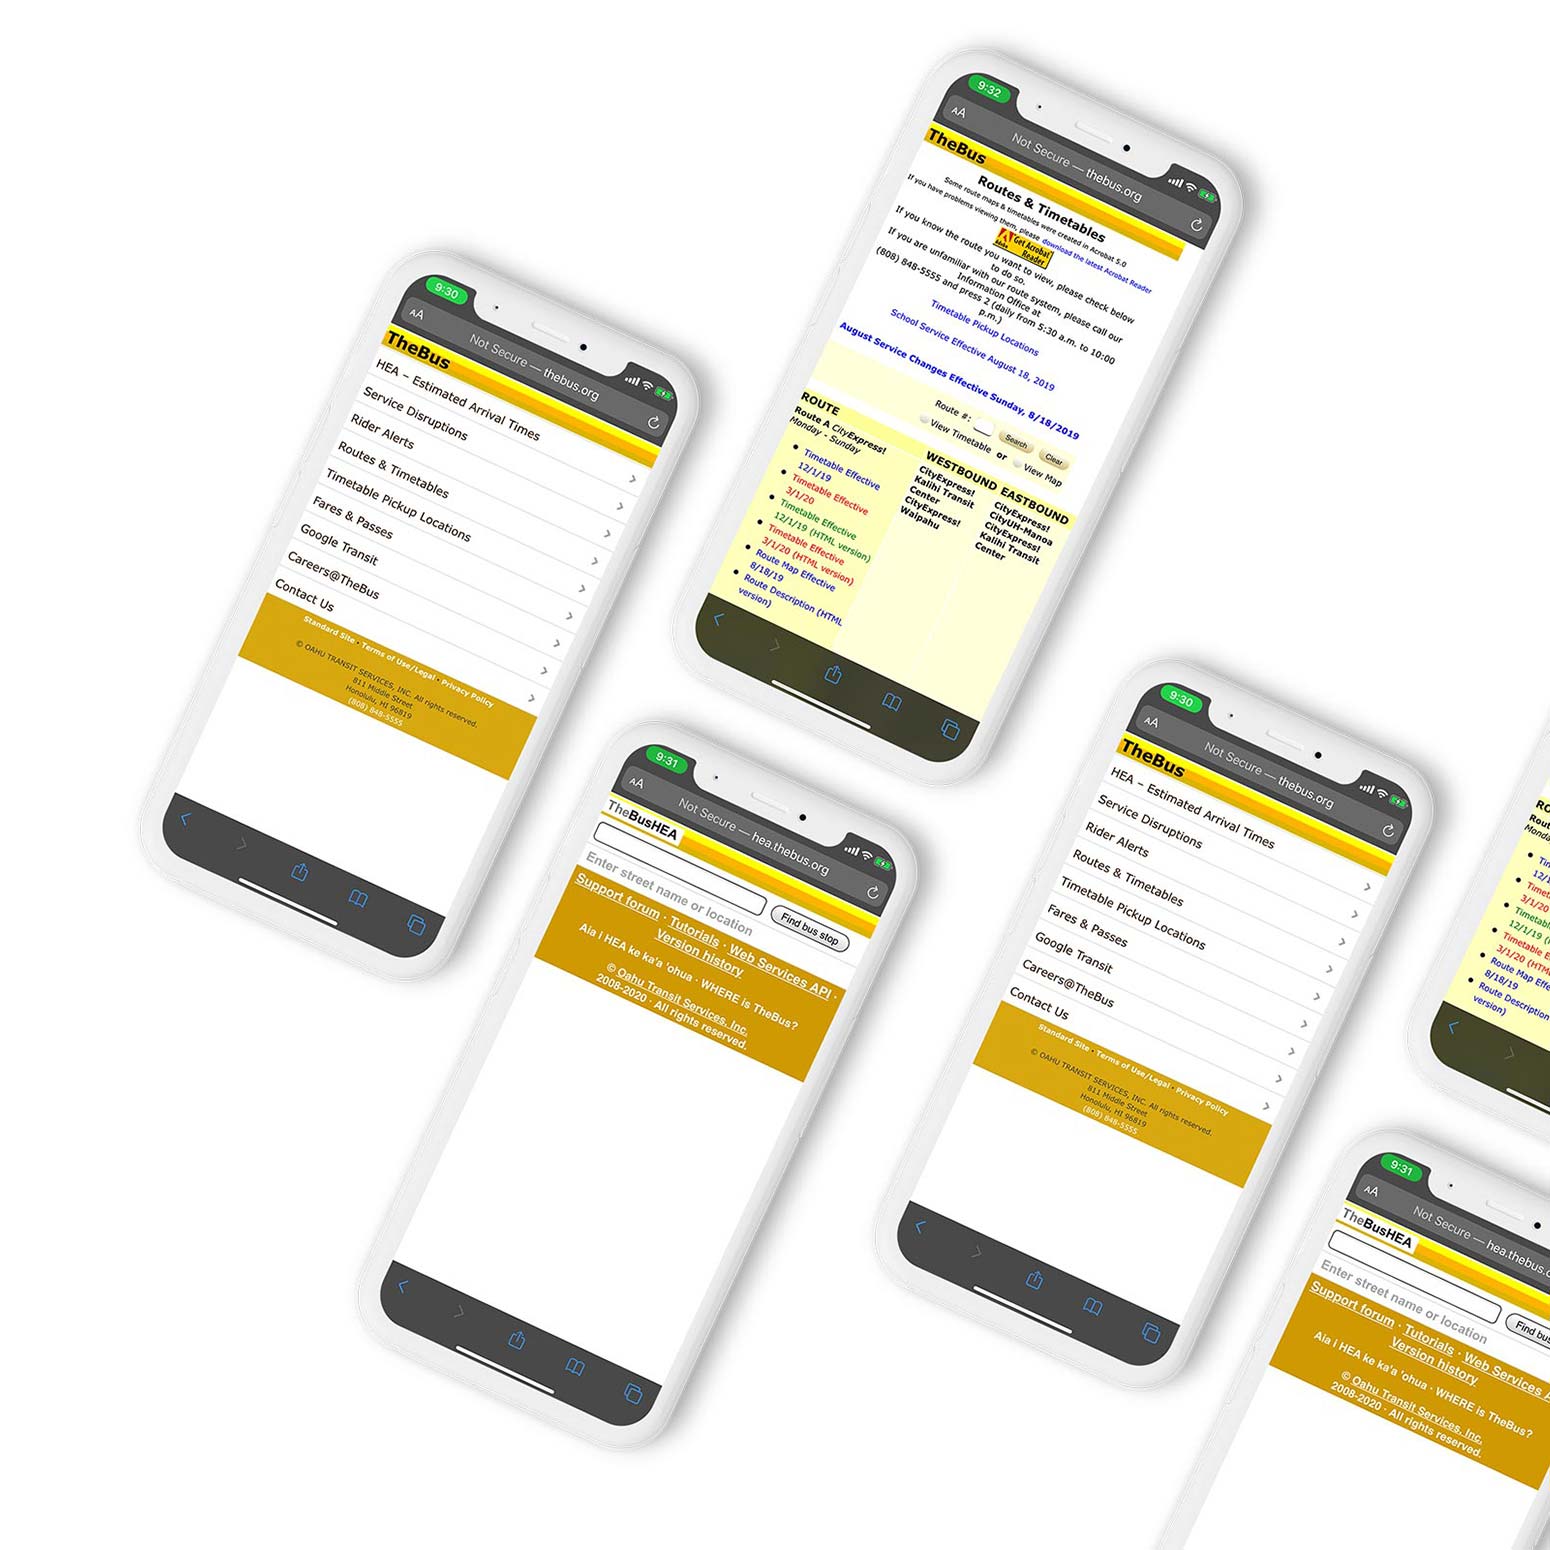 9:30
AA
Not Secure — thebus.org
TheBus
HEA – Estimated Arrival Times
Service Disruptions
Rider Alerts
Routes & Timetables
Timetable Pickup Locations
Fares & Passes
Google Transit
Careers@TheBus
Contact Us
Standard Site • Terms of Use/Legal • Privacy Policy
© OAHU TRANSIT SERVICES, INC. All rights reserved.
811 Middle Street
Honolulu, HI 96819
(808) 848-5555
9:32
AA
Not Secure — thebus.org
TheBus
Routes & Timetables
Some route maps & timetables were created in Acrobat 5.0
If you have problems viewing them, please download the latest Acrobat Reader
Get Acrobat
Adobe Reader
If you know the route you want to view, please check below
to do so.
If you are unfamiliar with our route system, please call our
Information Office at
(808) 848-5555 and press 2 (daily from 5:30 a.m. to 10:00
p.m.)
Timetable Pickup Locations
School Service Effective August 18, 2019
August Service Changes Effective Sunday, 8/18/2019
Route #: Search Clear
View Timetable or View Map
ROUTE WESTBOUND EASTBOUND
Route A CityExpress!
Monday - Sunday
Timetable Effective
12/1/19
Timetable Effective
3/1/20
Timetable Effective
12/1/19 (HTML version)
Timetable Effective
3/1/20 (HTML version)
Route Map Effective
8/18/19
Route Description (HTML
version)
CityExpress!
Kalihi Transit
Center
CityExpress!
Waipahu
CityExpress!
CityUH-Manoa
CityExpress!
Kalihi Transit
Center
9:31
AA
Not Secure — hea.thebus.org
TheBusHEA
Enter street name or location
Find bus stop
Support forum · Tutorials · Web Services API ·
Version history
Aia I HEA ke ka'a 'ohua · WHERE is TheBus?
© Oahu Transit Services, Inc.
2008-2020 · All rights reserved.
9:30
AA
Not Secure — thebus.org
TheBus
HEA – Estimated Arrival Times
Service Disruptions
Rider Alerts
Routes & Timetables
Timetable Pickup Locations
Fares & Passes
Google Transit
Careers@TheBus
Contact Us
Standard Site • Terms of Use/Legal • Privacy Policy
© OAHU TRANSIT SERVICES, INC. All rights reserved.
811 Middle Street
Honolulu, HI 96819
(808) 848-5555
8/18/19
Route Description
version)
9:31
AA
Not Secure — hea.thebus.o
TheBusHEA
Enter street name or location
Find bus
Support forum · Tutorials · Web Services A
Version history
Aia I HEA ke ka'a 'ohua · WHERE is TheBus?
© Oahu Transit Services, Inc.
2008-2020 · All rights reserved.